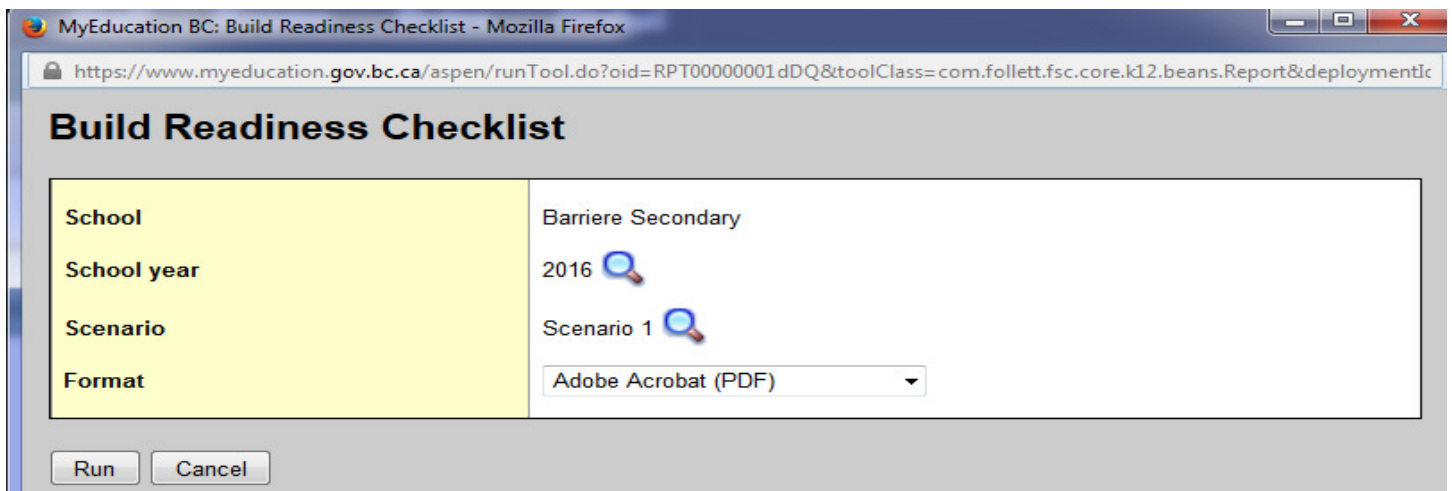 MyEducation BC: Build Readiness Checklist - Mozilla Firefox
https://www.myeducation.gov.bc.ca/aspen/runTool.do?oid=RPT00000001dDQ&toolClass=com.follett.fsc.core.k12.beans.Report&deploymentId
Build Readiness Checklist
School Barriere Secondary
School year 2016
Scenario Scenario 1
Format Adobe Acrobat (PDF)
Run Cancel